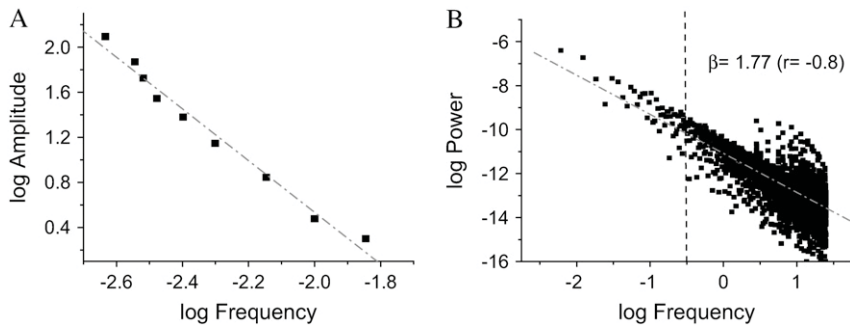 A
log Amplitude
2.0
1.6
1.2
0.8
0.4
-2.6 -2.4 -2.2 -2.0 -1.8
log Frequency
B
log Power
-6
-8
-10
-12
-14
-16
β= 1.77 (r= -0.8)
-2 -1 0 1
log Frequency